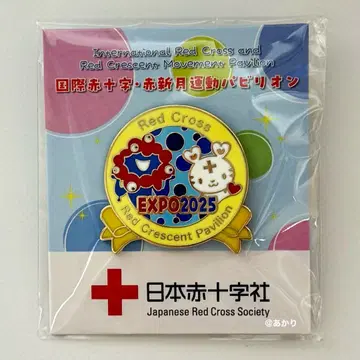 International Red Cross and
Red Crescent Movement Pavilion
国際赤十字・赤新月運動パビリオン
Red Cross
EXPO2025
Red Crescent Pavilion
日本赤十字社
Japanese Red Cross Society
@あかり